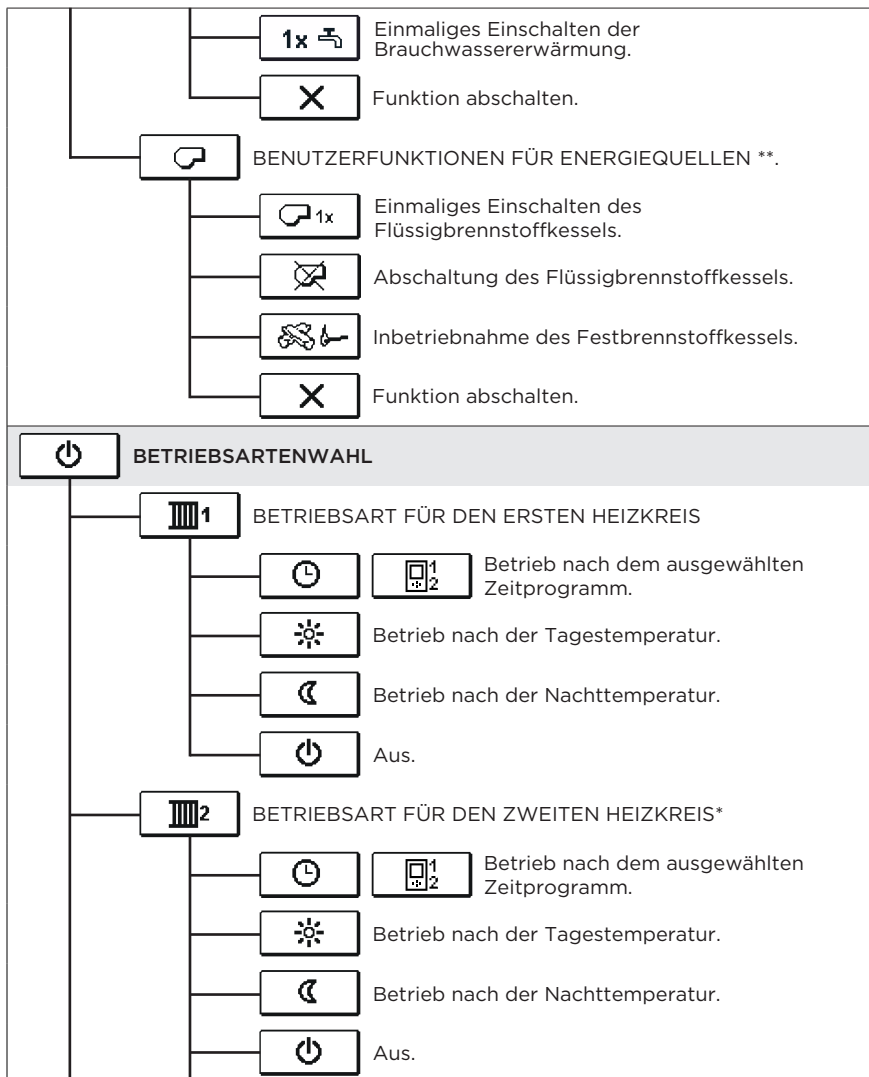 1x
Einmaliges Einschalten der
Brauchwassererwärmung.
Funktion abschalten.
BENUTZERFUNKTIONEN FÜR ENERGIEQUELLEN **.
1x
Einmaliges Einschalten des
Flüssigbrennstoffkessels.
Abschaltung des Flüssigbrennstoffkessels.
Inbetriebnahme des Festbrennstoffkessels.
Funktion abschalten.
BETRIEBSARTENWAHL
1
BETRIEBSART FÜR DEN ERSTEN HEIZKREIS
1
2
Betrieb nach dem ausgewählten
Zeitprogramm.
Betrieb nach der Tagestemperatur.
Betrieb nach der Nachttemperatur.
Aus.
2
BETRIEBSART FÜR DEN ZWEITEN HEIZKREIS*
1
2
Betrieb nach dem ausgewählten
Zeitprogramm.
Betrieb nach der Tagestemperatur.
Betrieb nach der Nachttemperatur.
Aus.